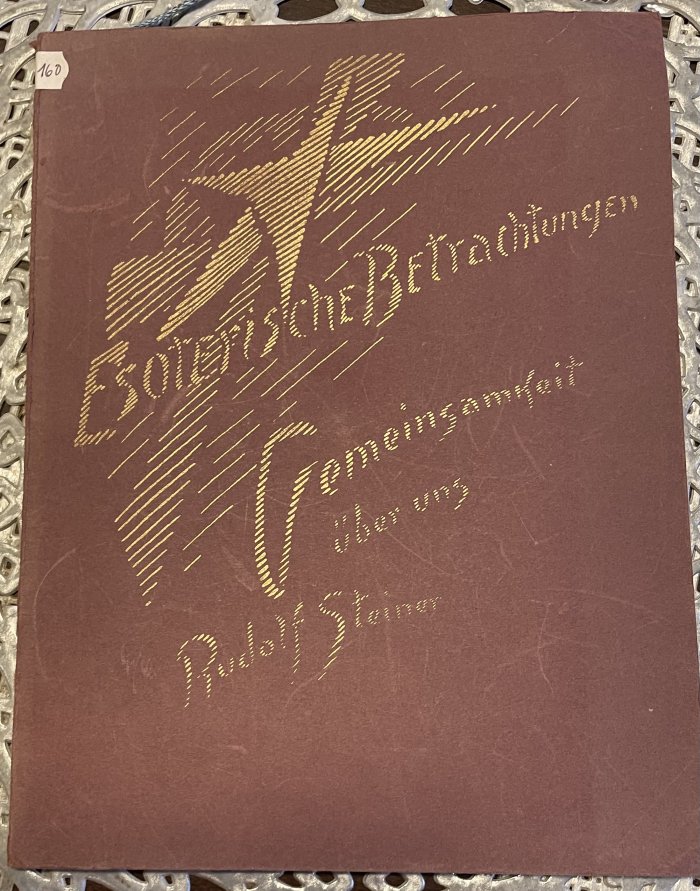 160
Esoterische Betrachtungen
Gemeinsamkeit
über uns
Rudolf Steiner